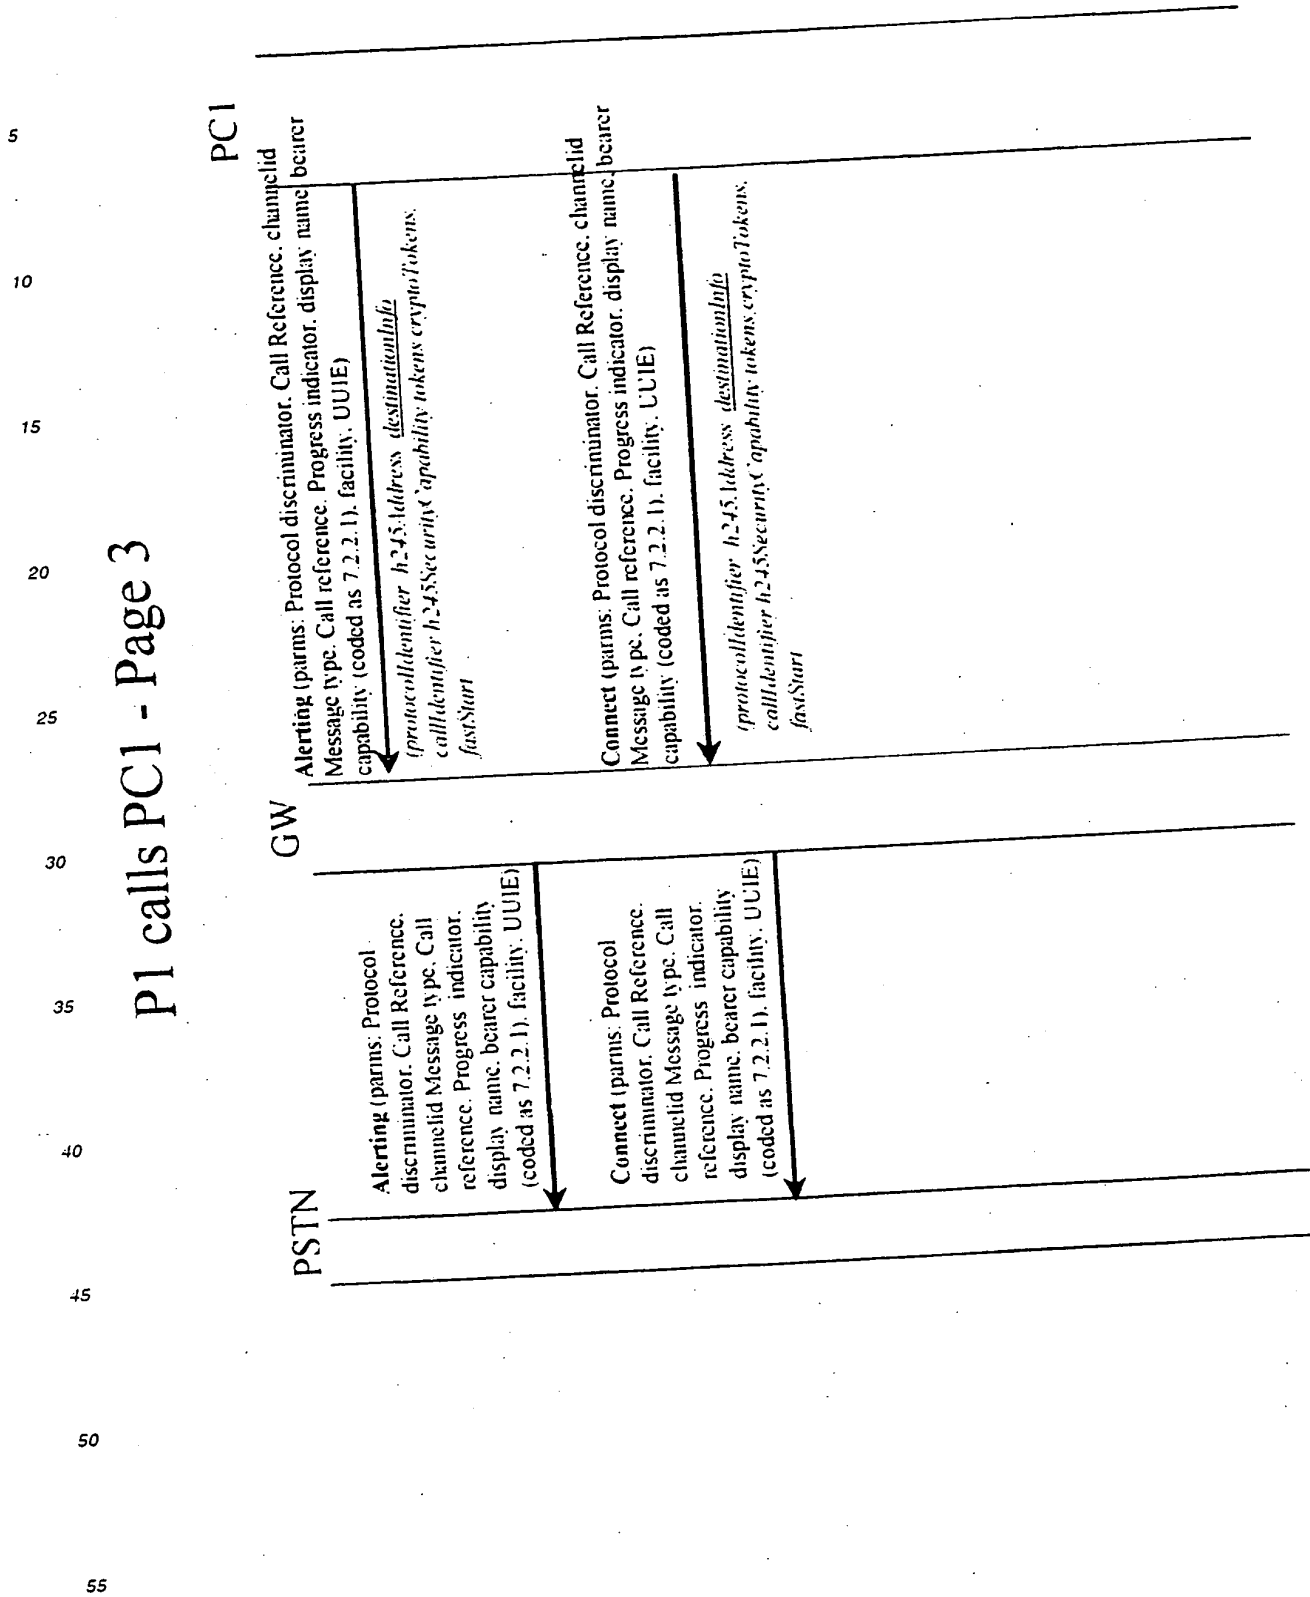 P1 calls PC1 - Page 3
PSTN
GW
PC1
Alerting (parms: Protocol
discriminator. Call Reference.
channelid Message type. Call
reference. Progress indicator.
display name. bearer capability
(coded as 7.2.2.1). facility. UUIE)
Alerting (parms: Protocol discriminator. Call Reference. channelid
Message type. Call reference. Progress indicator. display name. bearer
capability (coded as 7.2.2.1). facility. UUIE)
(protocolIdentifier h245Address destinationInfo
callIdentifier h245SecurityCapability tokens cryptoTokens.
fastStart
Connect (parms: Protocol
discriminator. Call Reference.
channelid Message type. Call
reference. Progress indicator.
display name. bearer capability
(coded as 7.2.2.1). facility. UUIE)
Connect (parms: Protocol discriminator. Call Reference. channelid
Message type. Call reference. Progress indicator. display name. bearer
capability (coded as 7.2.2.1). facility. UUIE)
(protocolIdentifier h245Address destinationInfo
callIdentifier h245SecurityCapability tokens cryptoTokens.
fastStart
5
10
15
20
25
30
35
40
45
50
55